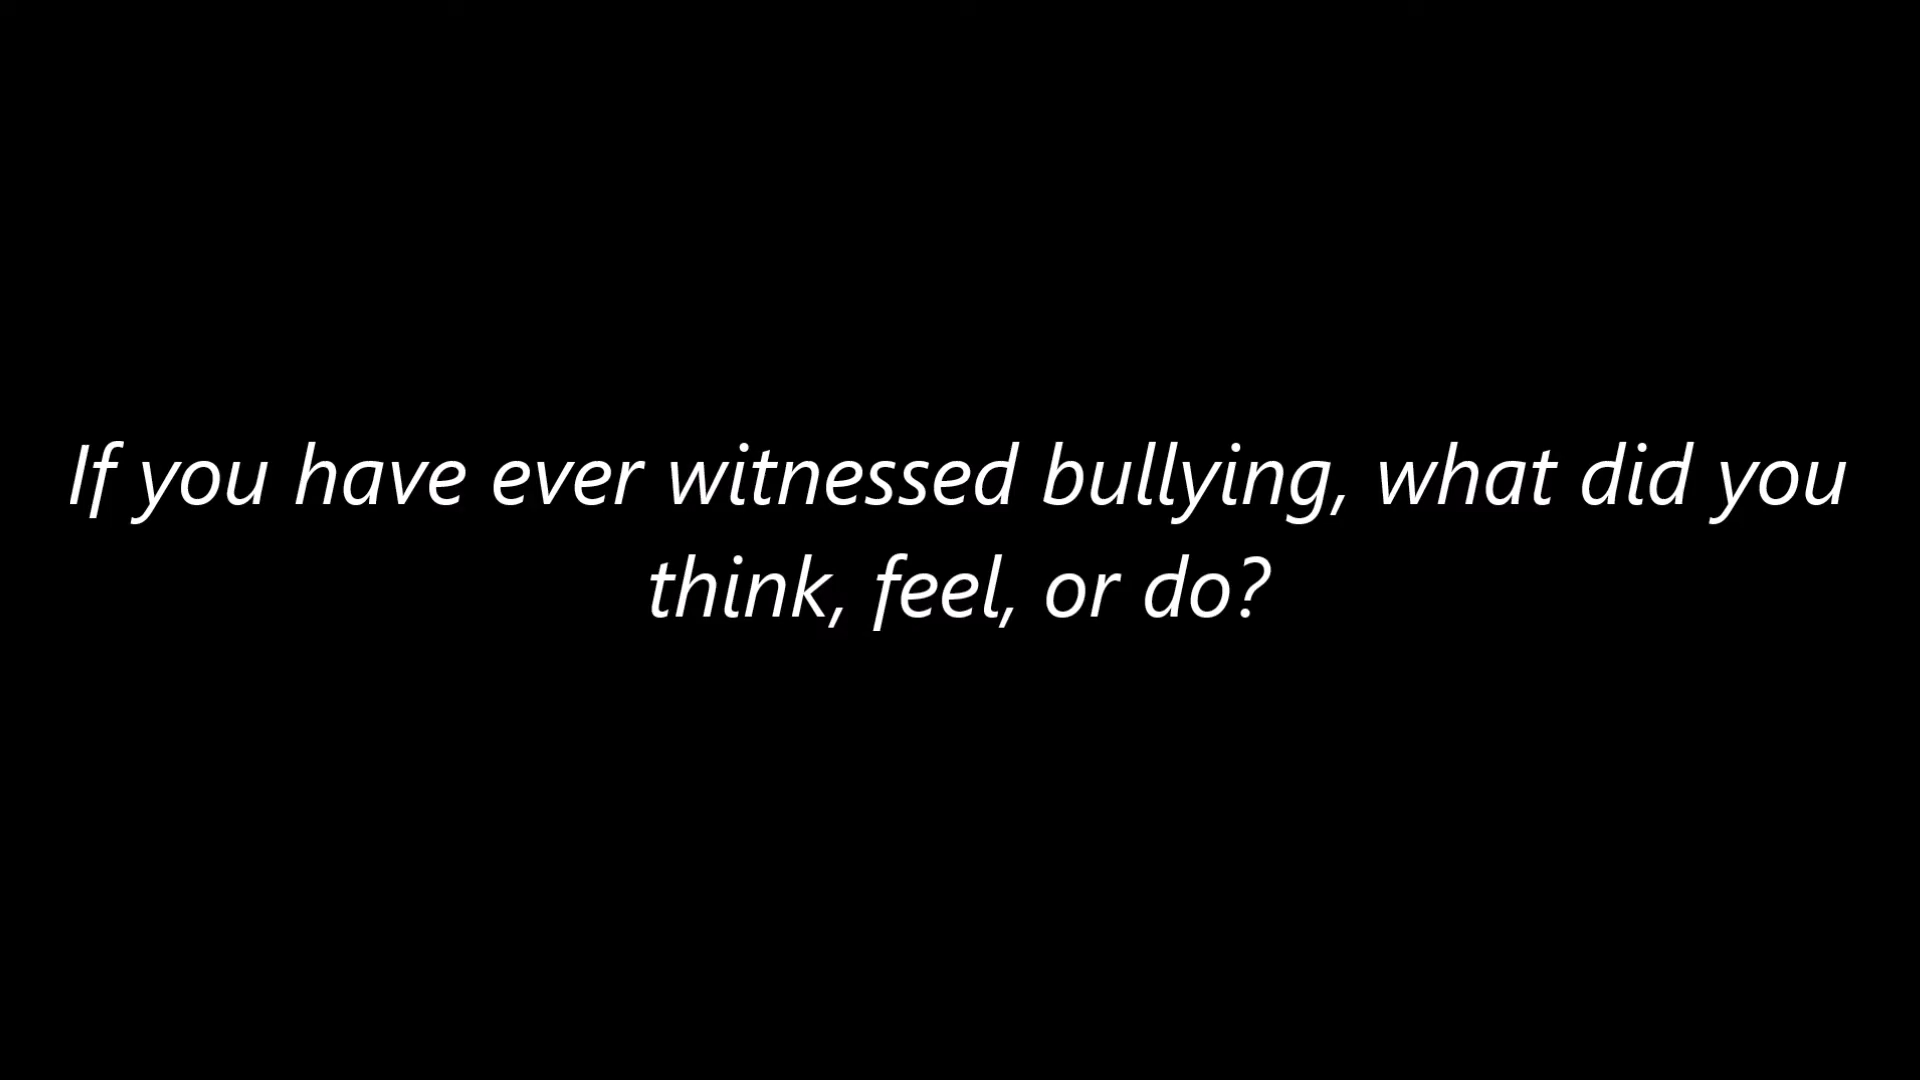 If you have ever witnessed bullying, what did you
think, feel, or do?